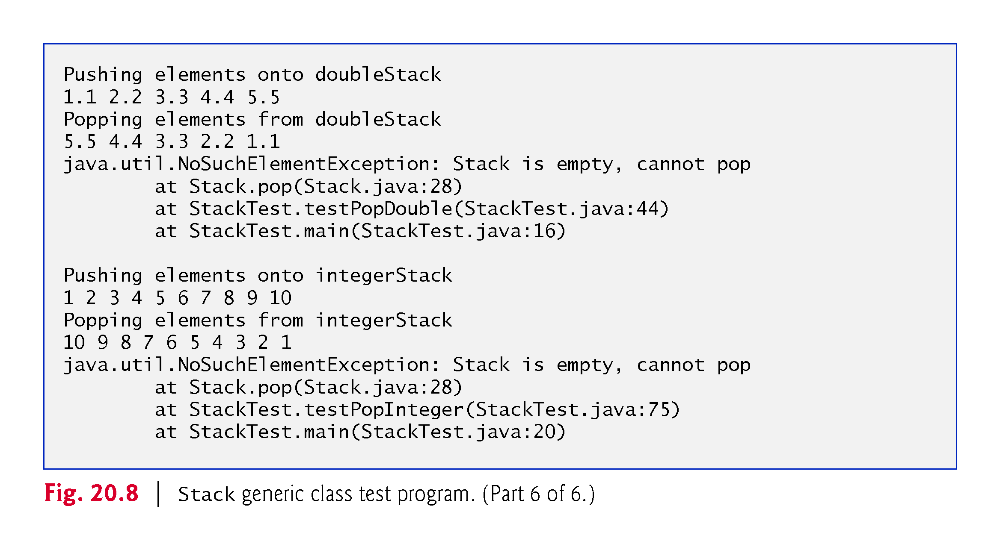 Pushing elements onto doubleStack
1.1 2.2 3.3 4.4 5.5
Popping elements from doubleStack
5.5 4.4 3.3 2.2 1.1
java.util.NoSuchElementException: Stack is empty, cannot pop
        at Stack.pop(Stack.java:28)
        at StackTest.testPopDouble(StackTest.java:44)
        at StackTest.main(StackTest.java:16)

Pushing elements onto integerStack
1 2 3 4 5 6 7 8 9 10
Popping elements from integerStack
10 9 8 7 6 5 4 3 2 1
java.util.NoSuchElementException: Stack is empty, cannot pop
        at Stack.pop(Stack.java:28)
        at StackTest.testPopInteger(StackTest.java:75)
        at StackTest.main(StackTest.java:20)
Fig. 20.8 | Stack generic class test program. (Part 6 of 6.)